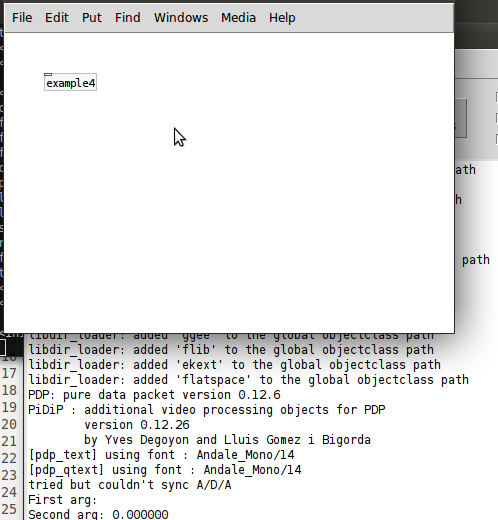 File Edit Put Find Windows Media Help
example4
ath
h
path
libdir_loader: added 'ggee' to the global objectclass path
libdir_loader: added 'flib' to the global objectclass path
17 libdir_loader: added 'ekext' to the global objectclass path
libdir_loader: added 'flatspace' to the global objectclass path
18 PDP: pure data packet version 0.12.6
19 PiDiP : additional video processing objects for PDP
20 version 0.12.26
21 by Yves Degoyon and Lluis Gomez i Bigorda
22 [pdp_text] using font : Andale_Mono/14
23 [pdp_qtext] using font : Andale_Mono/14
tried but couldn't sync A/D/A
24 First arg:
25 Second arg: 0.000000